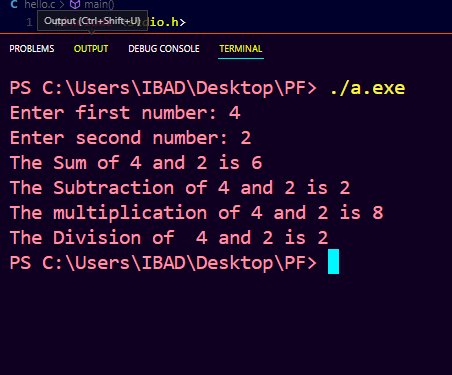 hello.c > main()
Output (Ctrl+Shift+U)
1 dio.h>
PROBLEMS OUTPUT DEBUG CONSOLE TERMINAL
PS C:\Users\IBAD\Desktop\PF> ./a.exe
Enter first number: 4
Enter second number: 2
The Sum of 4 and 2 is 6
The Subtraction of 4 and 2 is 2
The multiplication of 4 and 2 is 8
The Division of  4 and 2 is 2
PS C:\Users\IBAD\Desktop\PF>